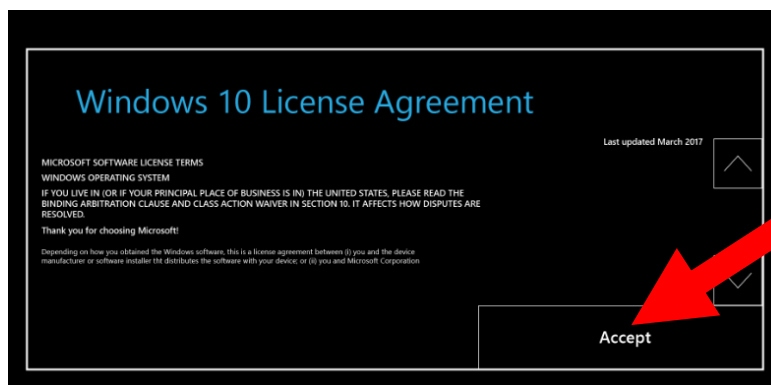 Windows 10 License Agreement
Last updated March 2017
MICROSOFT SOFTWARE LICENSE TERMS
WINDOWS OPERATING SYSTEM
IF YOU LIVE IN (OR IF YOUR PRINCIPAL PLACE OF BUSINESS IS IN) THE UNITED STATES, PLEASE READ THE
BINDING ARBITRATION CLAUSE AND CLASS ACTION WAIVER IN SECTION 10. IT AFFECTS HOW DISPUTES ARE
RESOLVED.
Thank you for choosing Microsoft!
Depending on how you obtained the Windows software, this is a license agreement between (i) you and the device
manufacturer or software installer tht distributes the software with your device; or (ii) you and Microsoft Corporation
Accept